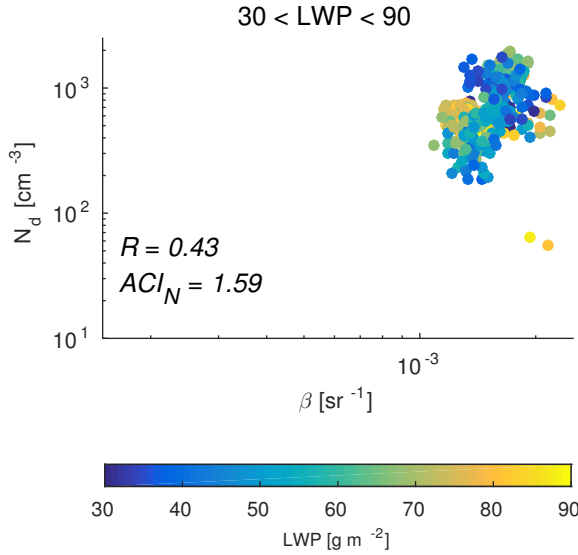 30 < LWP < 90
N_d [cm^-3]
10^3
10^2
10^1
R = 0.43
ACI_N = 1.59
10^-3
β [sr^-1]
30 40 50 60 70 80 90
LWP [g m^-2]